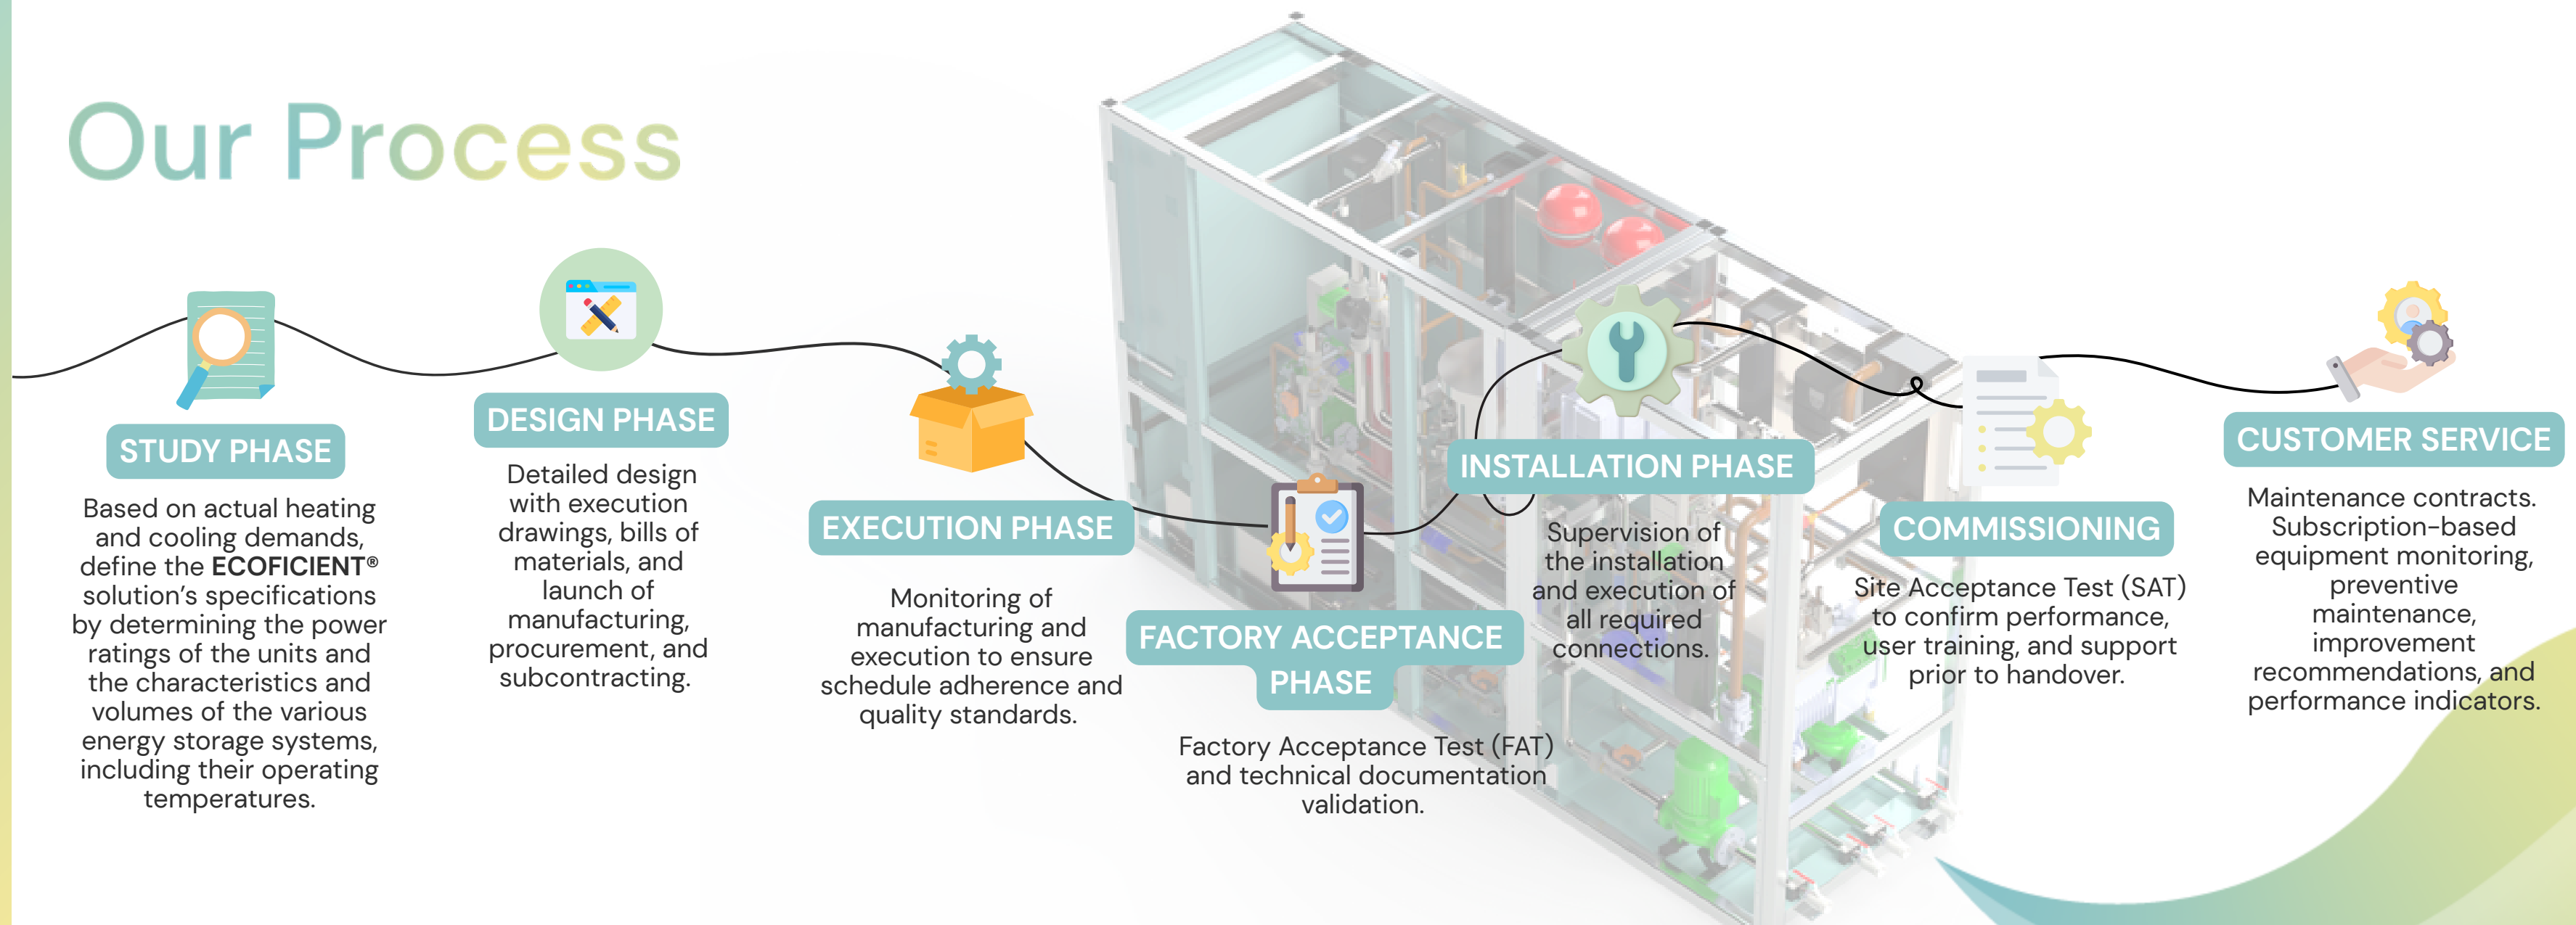 Our Process
STUDY PHASE
Based on actual heating
and cooling demands,
define the ECOFICIENT®
solution's specifications
by determining the power
ratings of the units and
the characteristics and
volumes of the various
energy storage systems,
including their operating
temperatures.
DESIGN PHASE
Detailed design
with execution
drawings, bills of
materials, and
launch of
manufacturing,
procurement, and
subcontracting.
EXECUTION PHASE
Monitoring of
manufacturing and
execution to ensure
schedule adherence and
quality standards.
FACTORY ACCEPTANCE
PHASE
Factory Acceptance Test (FAT)
and technical documentation
validation.
INSTALLATION PHASE
Supervision of
the installation
and execution of
all required
connections.
COMMISSIONING
Site Acceptance Test (SAT)
to confirm performance,
user training, and support
prior to handover.
CUSTOMER SERVICE
Maintenance contracts.
Subscription-based
equipment monitoring,
preventive
maintenance,
improvement
recommendations, and
performance indicators.